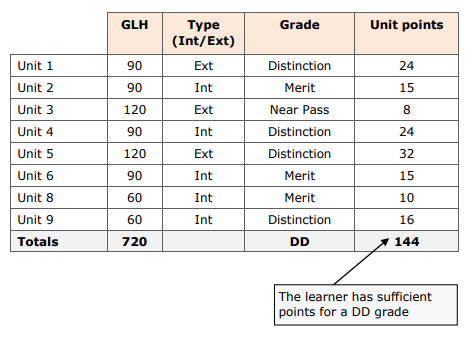 GLH Type (Int/Ext) Grade Unit points
Unit 1 90 Ext Distinction 24
Unit 2 90 Int Merit 15
Unit 3 120 Ext Near Pass 8
Unit 4 90 Int Distinction 24
Unit 5 120 Ext Distinction 32
Unit 6 90 Int Merit 15
Unit 8 60 Int Merit 10
Unit 9 60 Int Distinction 16
Totals 720 DD 144
The learner has sufficient
points for a DD grade